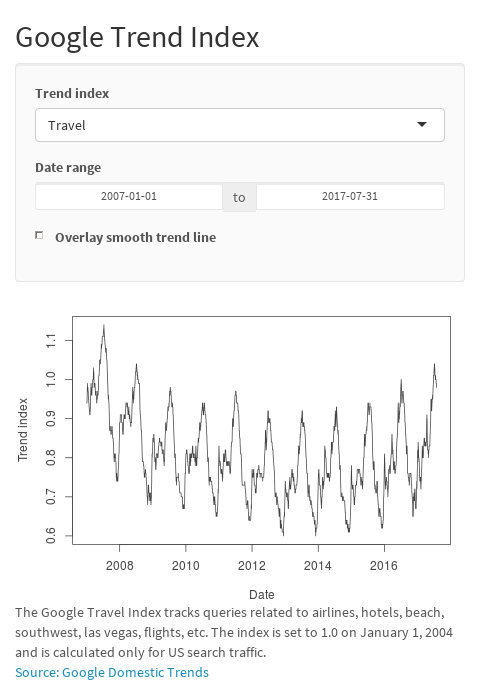 Google Trend Index
Trend index
Travel
Date range
2007-01-01 to 2017-07-31
Overlay smooth trend line
1.1
1.0
0.9
0.8
0.7
0.6
Trend index
2008 2010 2012 2014 2016
Date
The Google Travel Index tracks queries related to airlines, hotels, beach,
southwest, las vegas, flights, etc. The index is set to 1.0 on January 1, 2004
and is calculated only for US search traffic.
Source: Google Domestic Trends